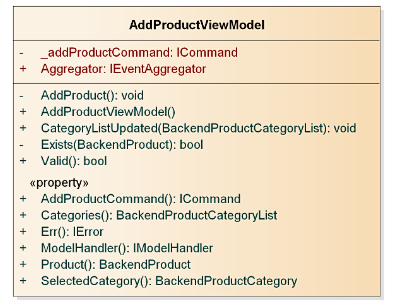 AddProductViewModel
- _addProductCommand: ICommand
+ Aggregator: IEventAggregator
- AddProduct(): void
+ AddProductViewModel()
+ CategoryListUpdated(BackendProductCategoryList): void
- Exists(BackendProduct): bool
+ Valid(): bool
«property»
+ AddProductCommand(): ICommand
+ Categories(): BackendProductCategoryList
+ Err(): IError
+ ModelHandler(): IModelHandler
+ Product(): BackendProduct
+ SelectedCategory(): BackendProductCategory